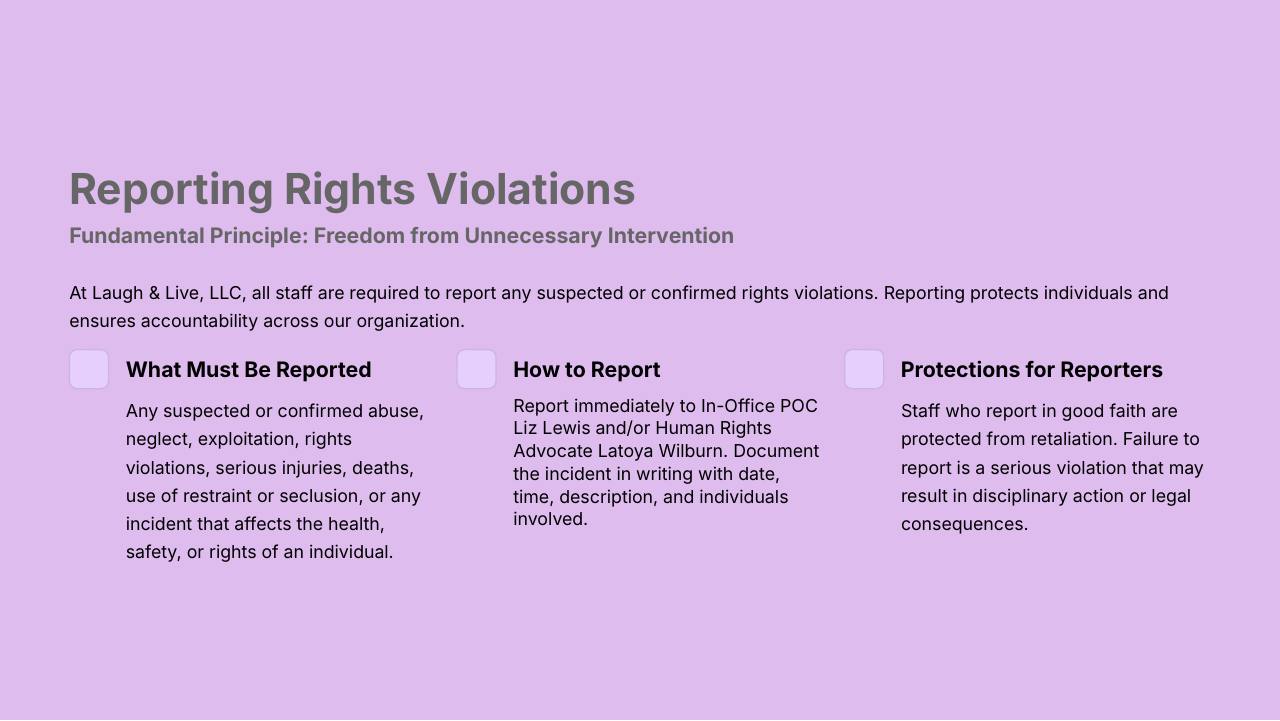 Reporting Rights Violations
Fundamental Principle: Freedom from Unnecessary Intervention
At Laugh & Live, LLC, all staff are required to report any suspected or confirmed rights violations. Reporting protects individuals and
ensures accountability across our organization.
What Must Be Reported
Any suspected or confirmed abuse,
neglect, exploitation, rights
violations, serious injuries, deaths,
use of restraint or seclusion, or any
incident that affects the health,
safety, or rights of an individual.
How to Report
Report immediately to In-Office POC
Liz Lewis and/or Human Rights
Advocate Latoya Wilburn. Document
the incident in writing with date,
time, description, and individuals
involved.
Protections for Reporters
Staff who report in good faith are
protected from retaliation. Failure to
report is a serious violation that may
result in disciplinary action or legal
consequences.